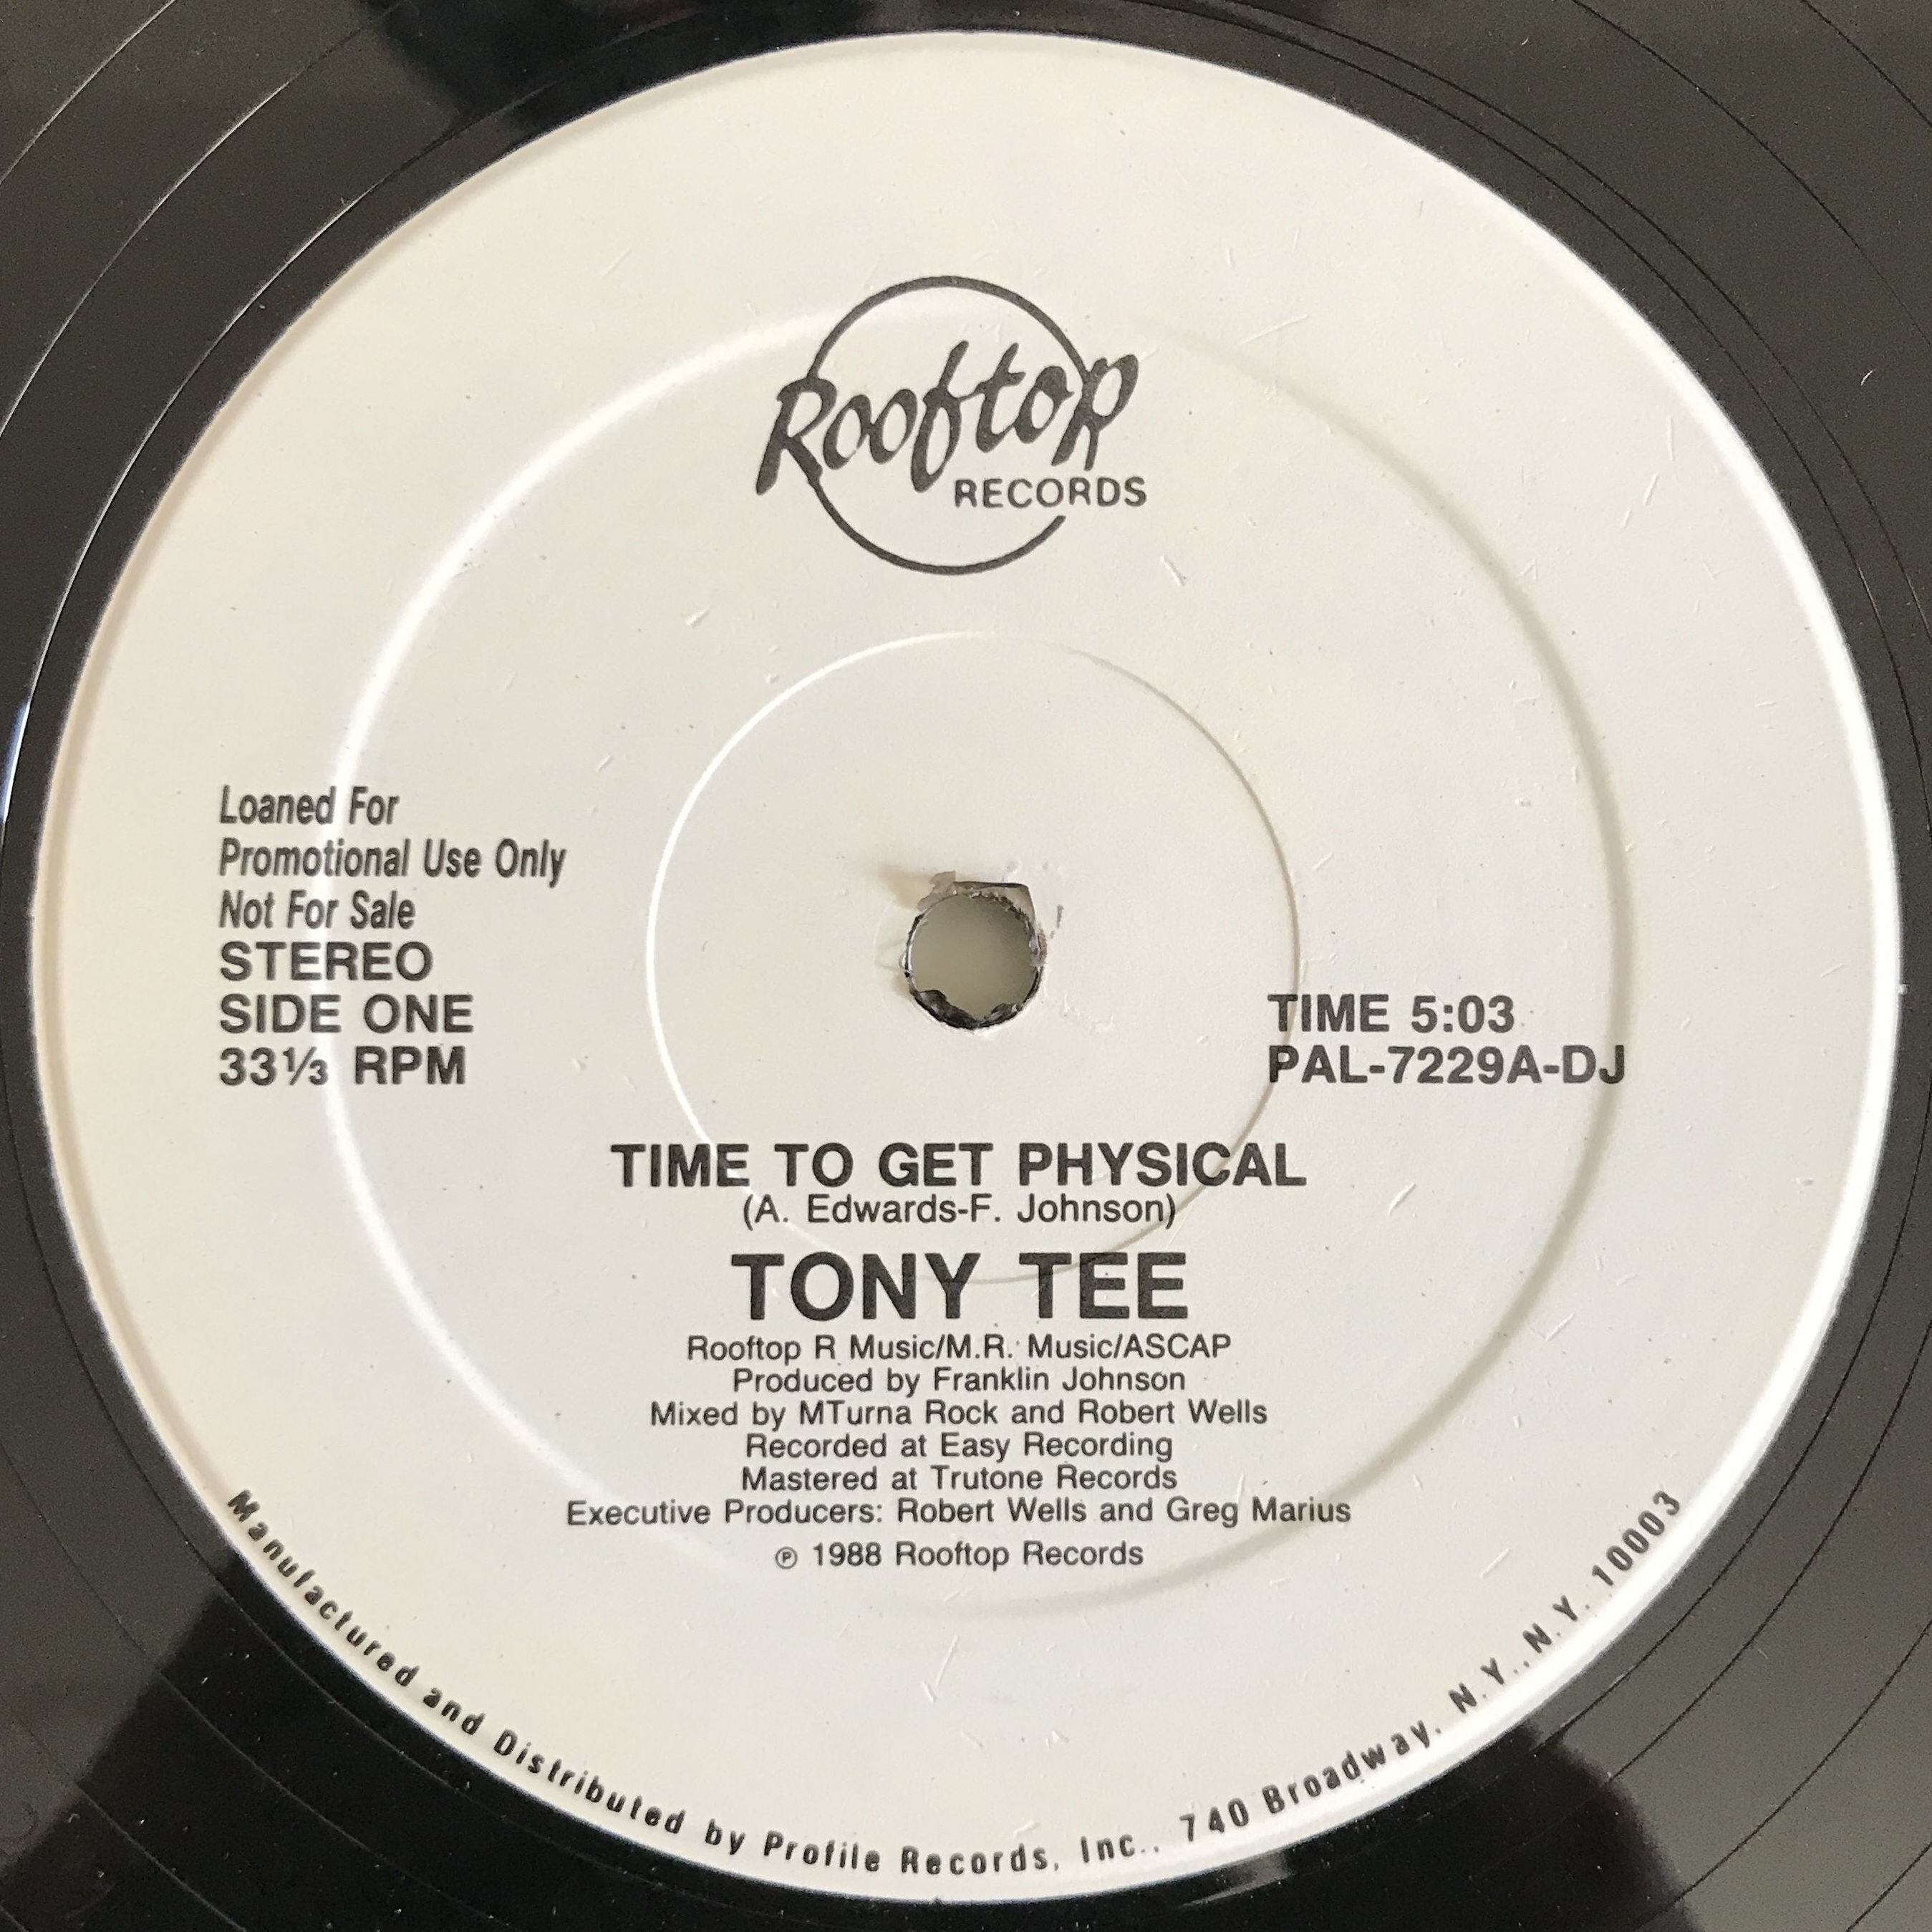 Rooftop
RECORDS
Loaned For
Promotional Use Only
Not For Sale
STEREO
SIDE ONE
33⅓ RPM
TIME 5:03
PAL-7229A-DJ
TIME TO GET PHYSICAL
(A. Edwards-F. Johnson)
TONY TEE
Rooftop R Music/M.R. Music/ASCAP
Produced by Franklin Johnson
Mixed by MTurna Rock and Robert Wells
Recorded at Easy Recording
Mastered at Trutone Records
Executive Producers: Robert Wells and Greg Marius
℗ 1988 Rooftop Records
Manufactured and Distributed by Profile Records, Inc., 740 Broadway, N.Y., N.Y. 10003